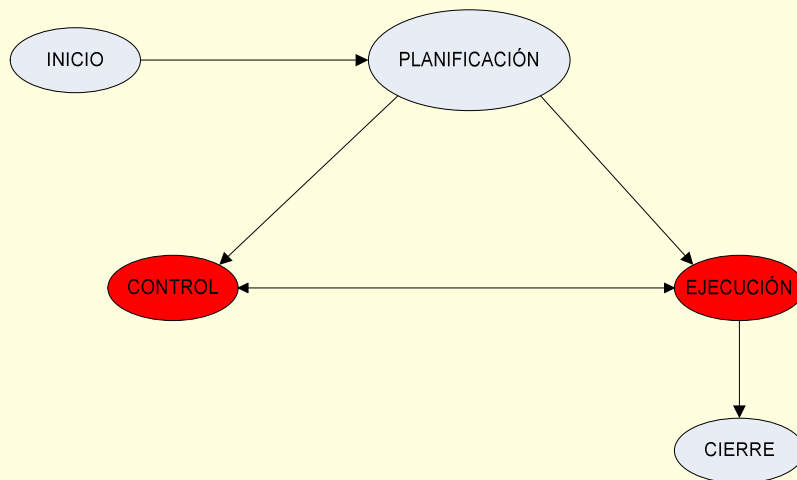 INICIO
PLANIFICACIÓN
CONTROL
EJECUCIÓN
CIERRE